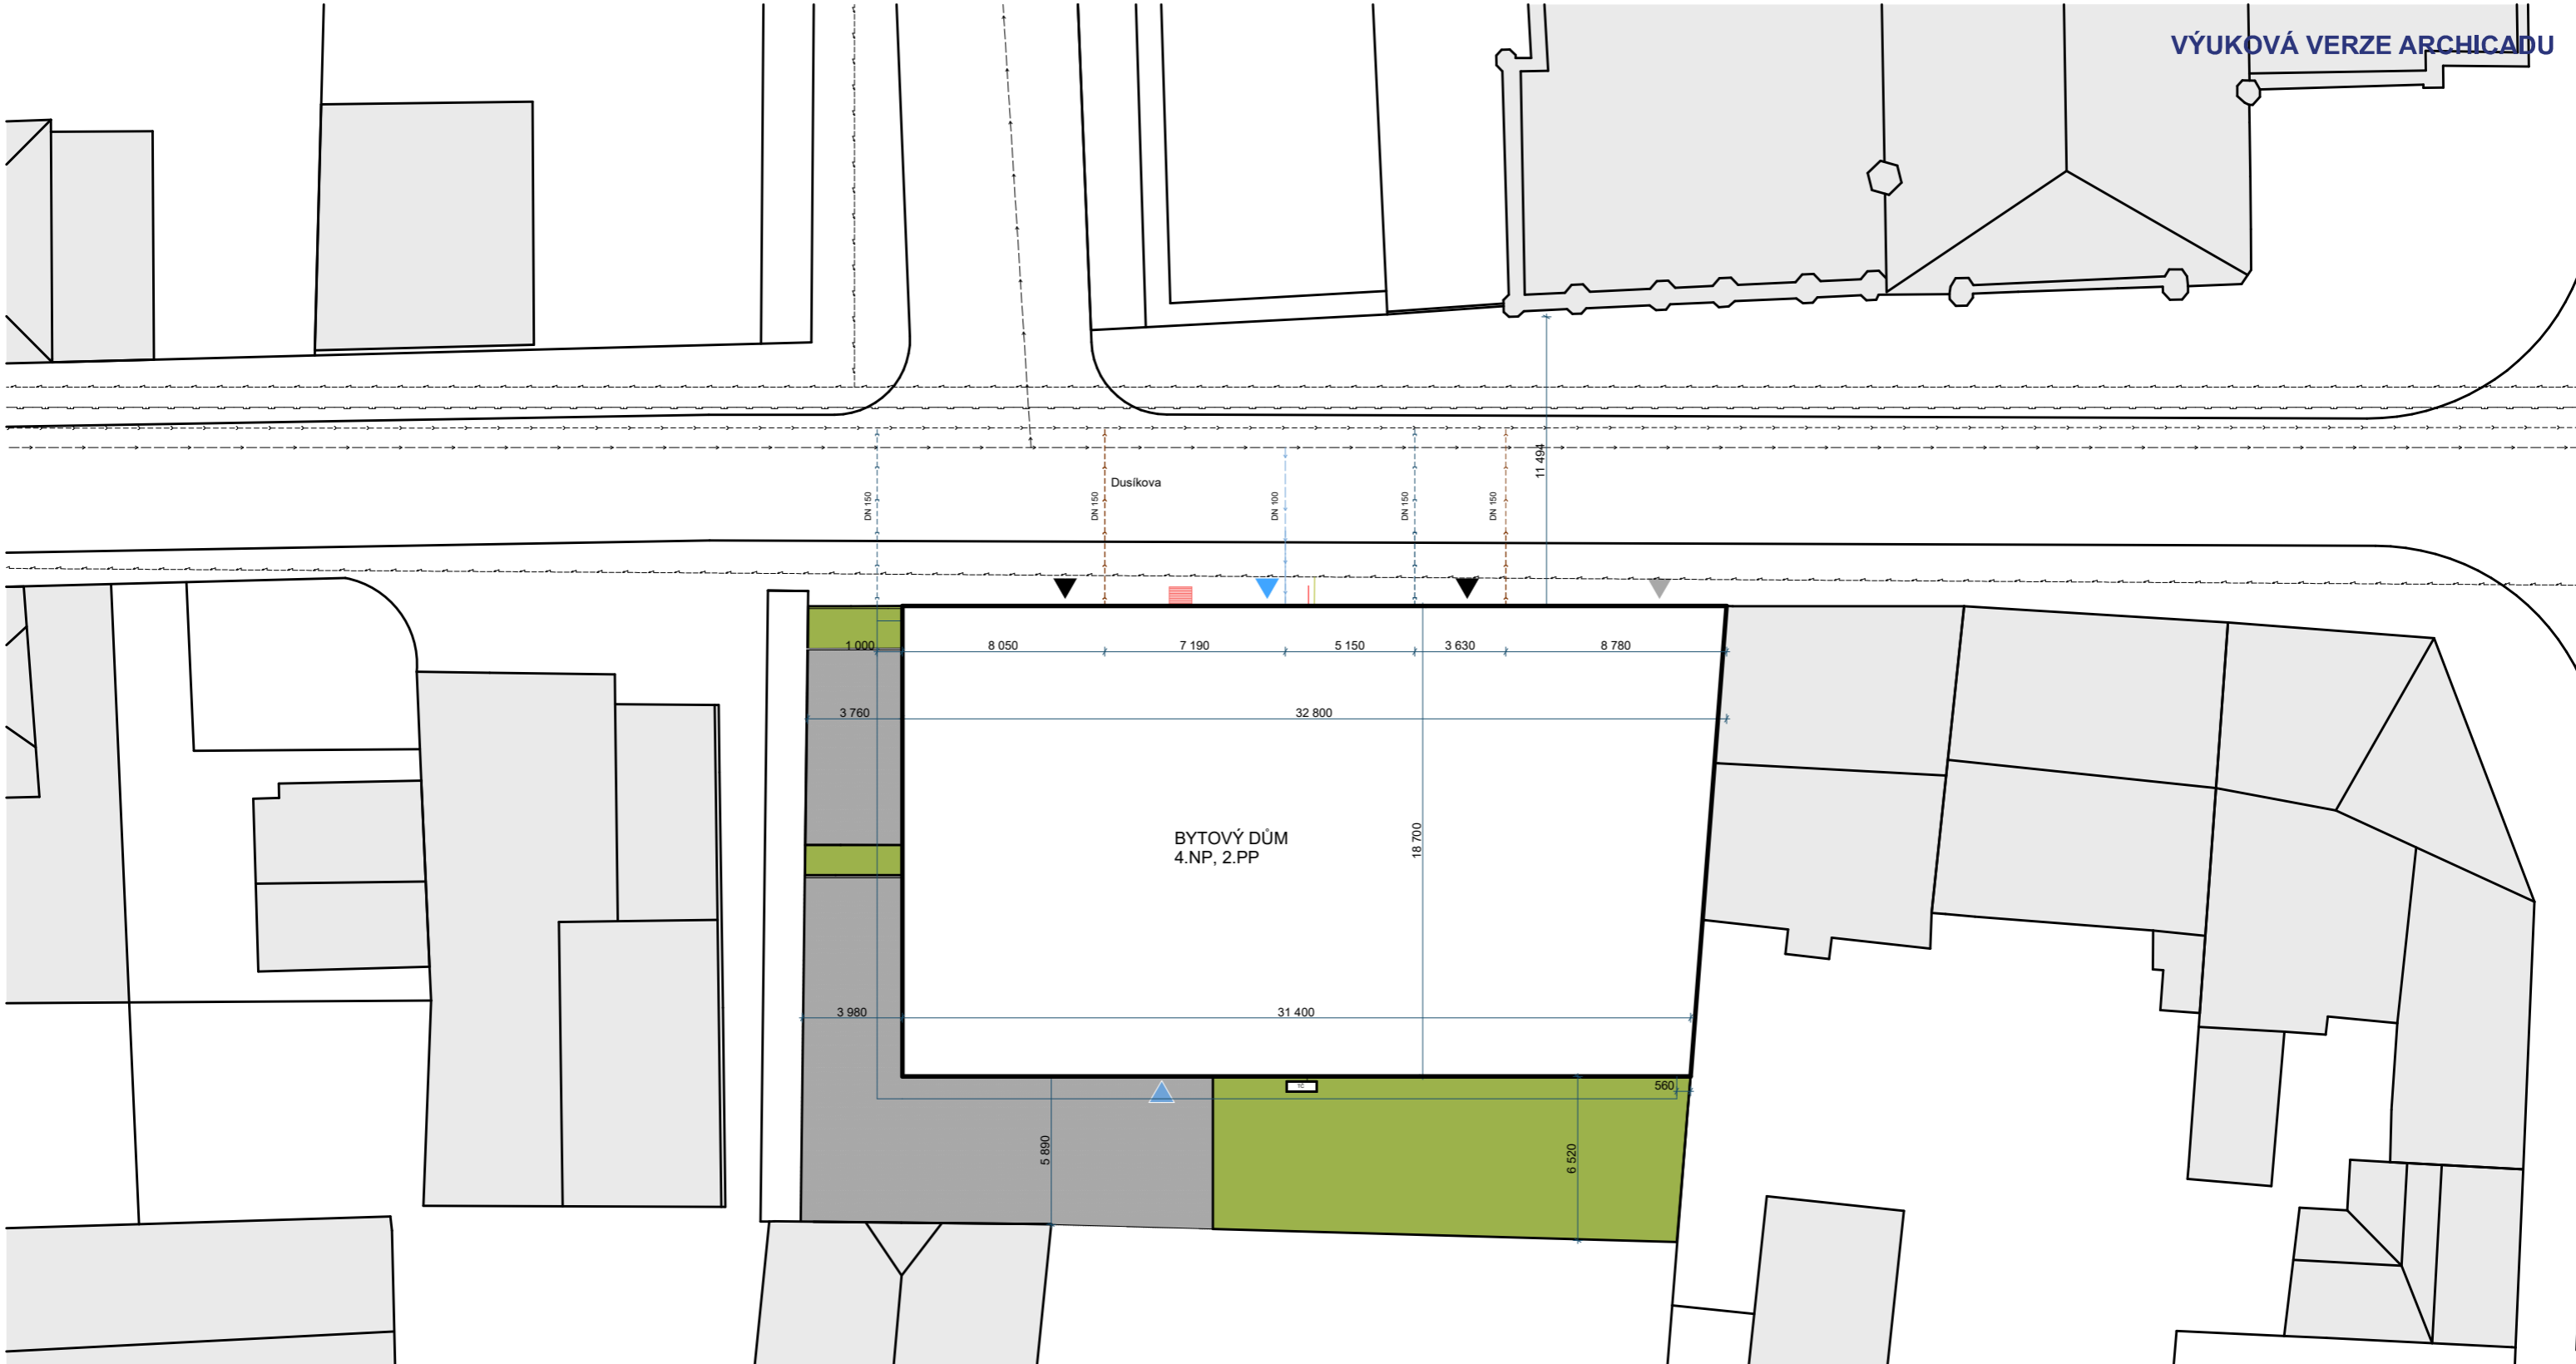 VÝUKOVÁ VERZE ARCHICADU
11 494
Dusíkova
DN 150
DN 150
DN 100
DN 150
DN 150
1 000
8 050
7 190
5 150
3 630
8 780
3 760
32 800
BYTOVÝ DŮM
4.NP, 2.PP
18 700
3 980
31 400
TČ
560
5 890
6 520